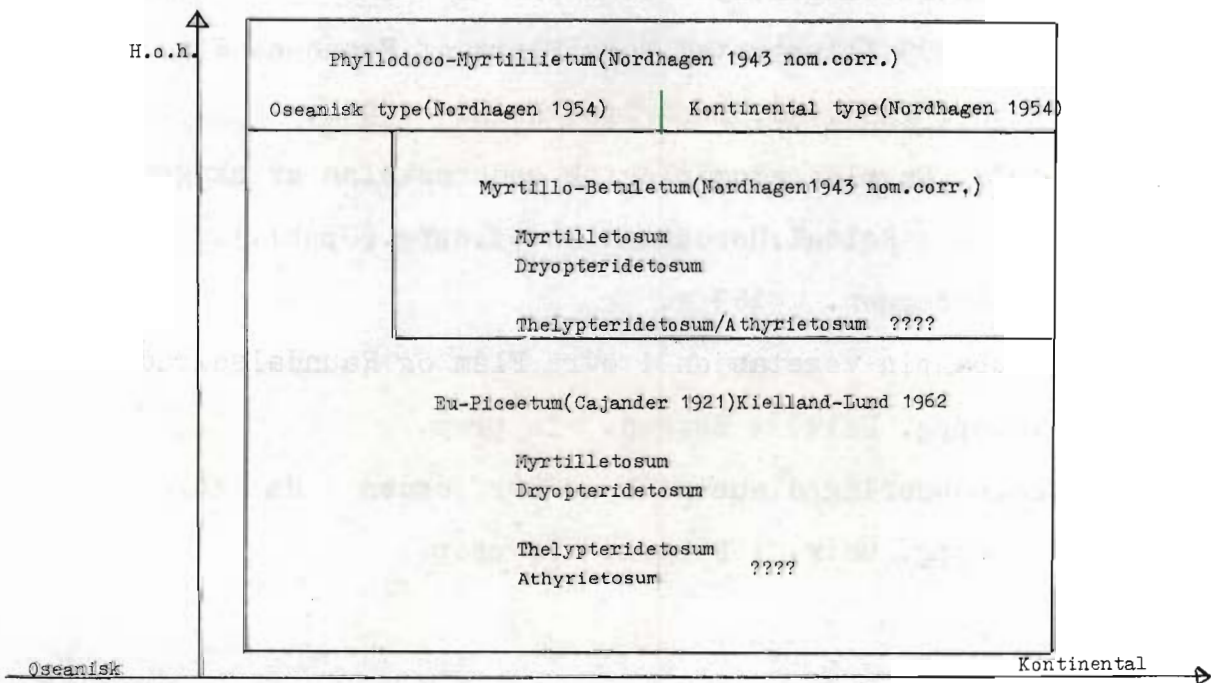 H.o.h.
Phyllodoco-Myrtillietum(Nordhagen 1943 nom.corr.)
Oseanisk type(Nordhagen 1954)
Kontinental type(Nordhagen 1954)
Myrtillo-Betuletum(Nordhagen1943 nom.corr.)
Myrtilletosum
Dryopteridetosum
Thelypteridetosum/Athyrietosum ????
Eu-Piceetum(Cajander 1921)Kielland-Lund 1962
Myrtilletosum
Dryopteridetosum
Thelypteridetosum
Athyrietosum
????
Oseanisk
Kontinental